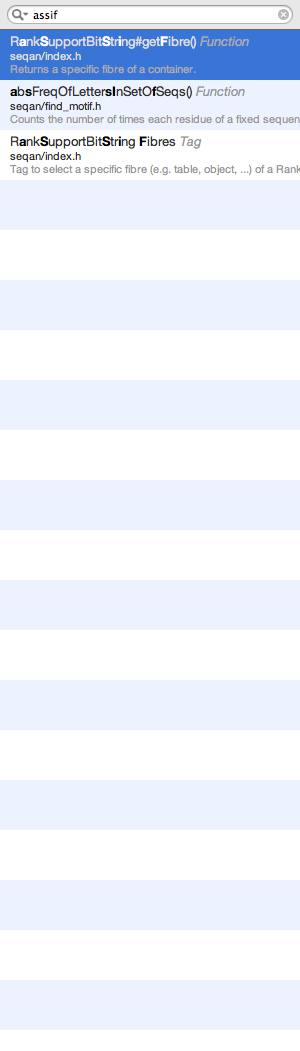 assif
RankSupportBitString#getFibre() Function
seqan/index.h
Returns a specific fibre of a container.
absFreqOfLettersInSetOfSeqs() Function
seqan/find_motif.h
Counts the number of times each residue of a fixed sequen
RankSupportBitString Fibres Tag
seqan/index.h
Tag to select a specific fibre (e.g. table, object, ...) of a Rank